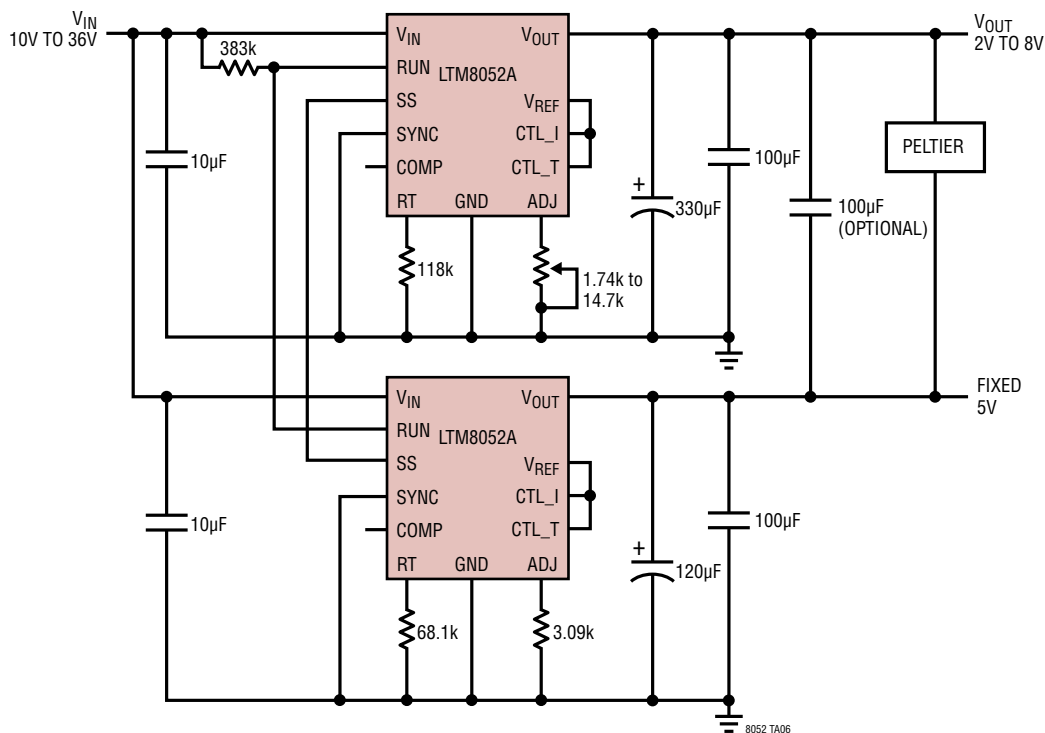 VIN
10V TO 36V
383k
10µF
VIN
RUN
SS
SYNC
COMP
RT
GND
ADJ
LTM8052A
VOUT
VREF
CTL_I
CTL_T
118k
1.74k to
14.7k
+
330µF
100µF
100µF
(OPTIONAL)
PELTIER
VOUT
2V TO 8V
10µF
VIN
RUN
SS
SYNC
COMP
RT
GND
ADJ
LTM8052A
VOUT
VREF
CTL_I
CTL_T
68.1k
3.09k
+
120µF
100µF
FIXED
5V
8052 TA06